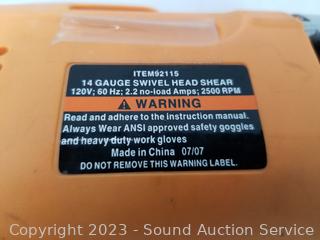 ITEM92115
14 GAUGE SWIVEL HEAD SHEAR
120V; 60 Hz; 2.2 no-load Amps; 2500 RPM
WARNING
Read and adhere to the instruction manual.
Always Wear ANSI approved safety goggles
and heavy duty work gloves
Made in China 07/07
DO NOT REMOVE THIS WARNING LABEL.
Copyright 2023 - Sound Auction Service